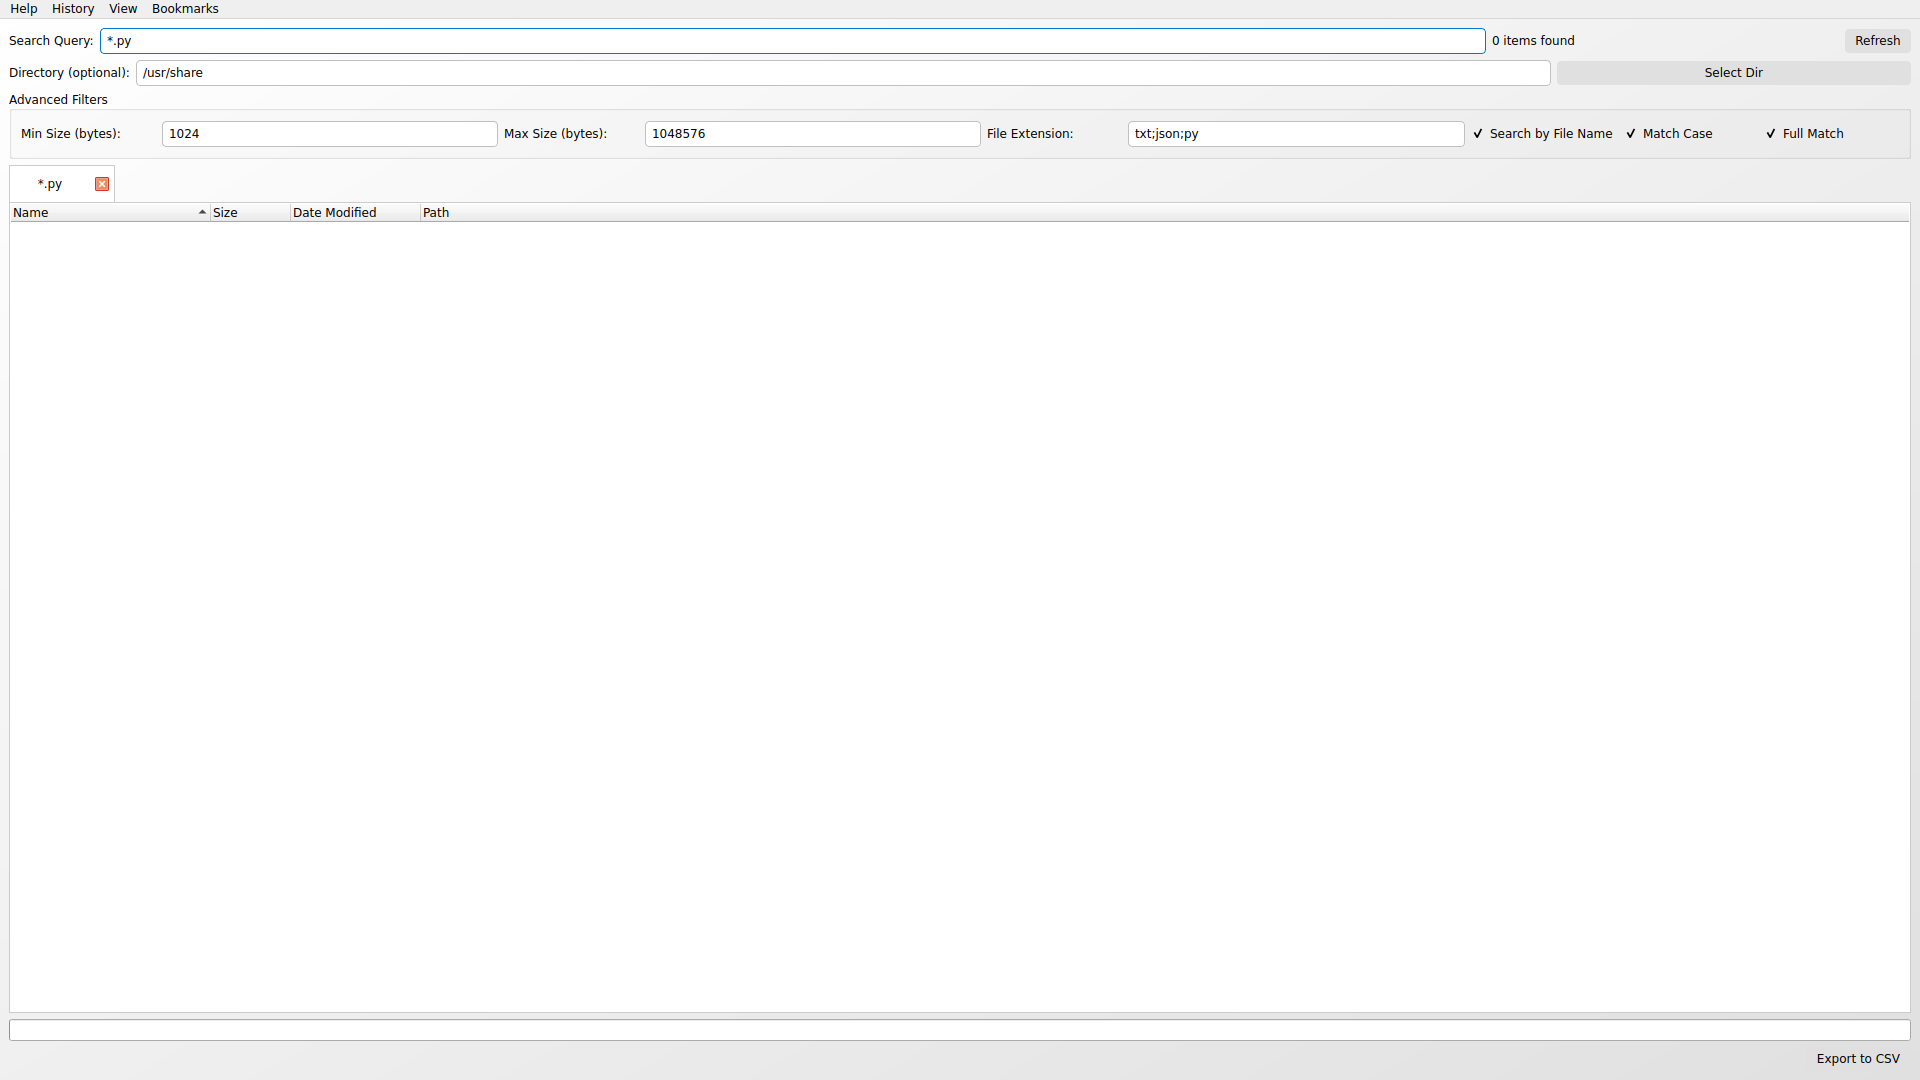 Help History View Bookmarks
Search Query: *.py 0 items found Refresh
Directory (optional): /usr/share Select Dir
Advanced Filters
Min Size (bytes): 1024 Max Size (bytes): 1048576 File Extension: txt;json;py Search by File Name Match Case Full Match
*.py
Name Size Date Modified Path
Export to CSV